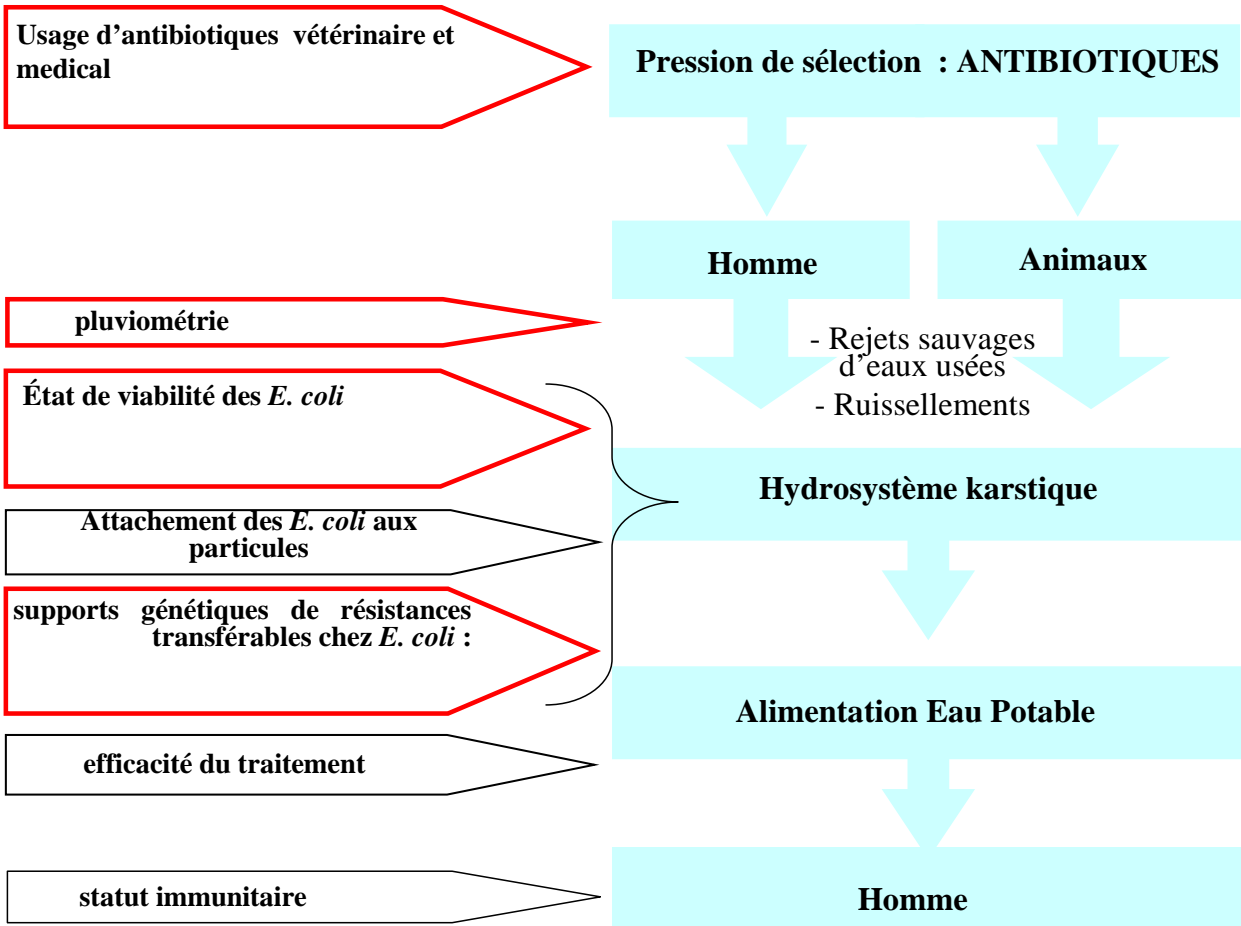 Usage d’antibiotiques vétérinaire et
medical
Pression de sélection : ANTIBIOTIQUES
Homme
Animaux
pluviométrie
- Rejets sauvages
d’eaux usées
- Ruissellements
État de viabilité des E. coli
Hydrosystème karstique
Attachement des E. coli aux
particules
supports génétiques de résistances
transférables chez E. coli :
Alimentation Eau Potable
efficacité du traitement
statut immunitaire
Homme